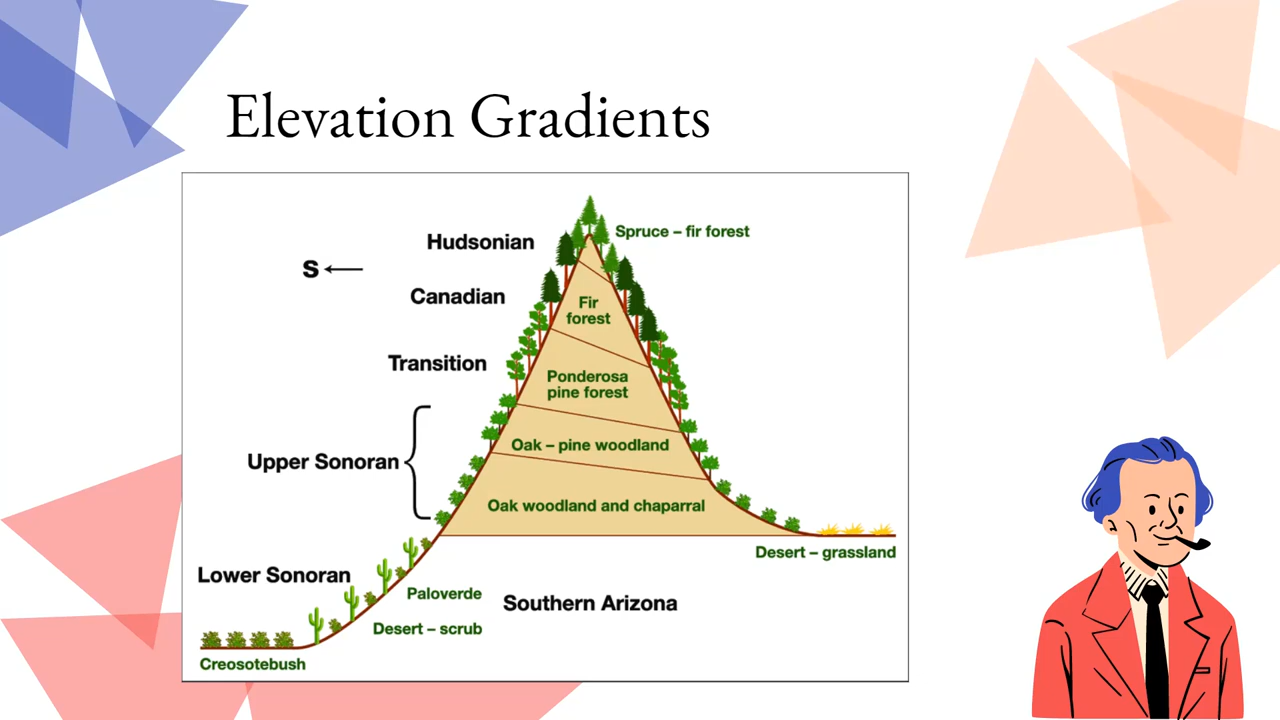 Elevation Gradients
Spruce – fir forest
Hudsonian
S
Canadian
Fir
forest
Transition
Ponderosa
pine forest
Oak – pine woodland
Upper Sonoran
Oak woodland and chaparral
Desert – grassland
Lower Sonoran
Paloverde
Southern Arizona
Desert – scrub
Creosotebush